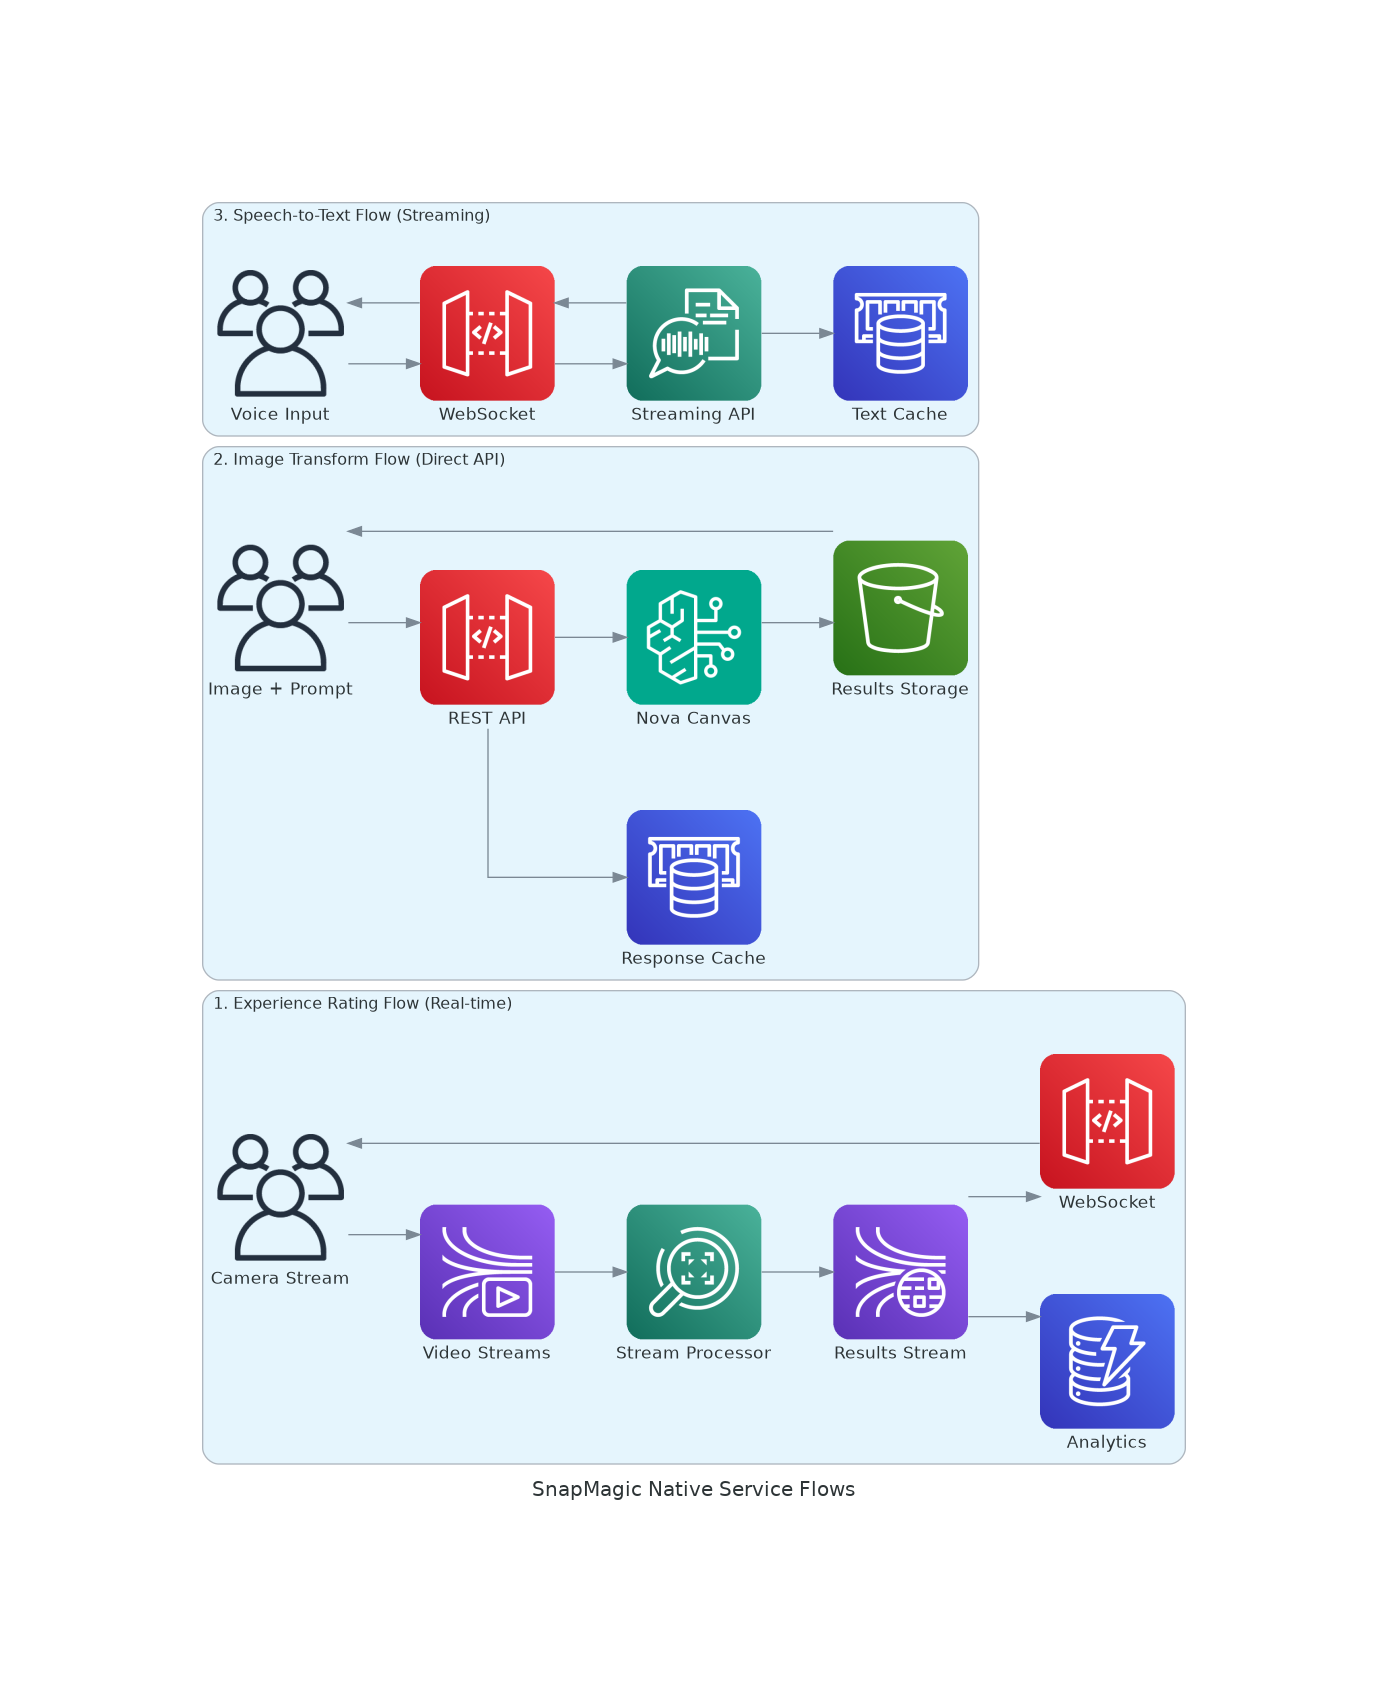 3. Speech-to-Text Flow (Streaming)
Voice Input
WebSocket
Streaming API
Text Cache
2. Image Transform Flow (Direct API)
Image + Prompt
REST API
Nova Canvas
Results Storage
Response Cache
1. Experience Rating Flow (Real-time)
WebSocket
Camera Stream
Video Streams
Stream Processor
Results Stream
Analytics
SnapMagic Native Service Flows